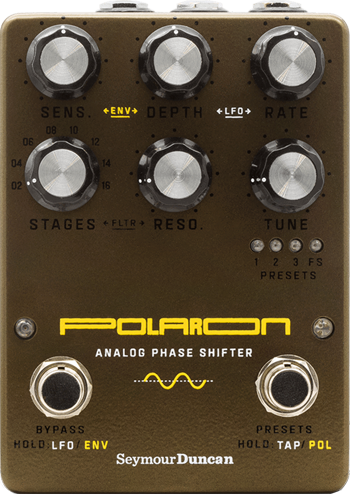 SENS. ENV DEPTH LFO RATE
08 10
06 12
04 14
02 16
STAGES FLTR RESO. TUNE
1 2 3 FS
PRESETS
POLARON
ANALOG PHASE SHIFTER
BYPASS
HOLD: LFO / ENV
PRESETS
HOLD: TAP / POL
SeymourDuncan